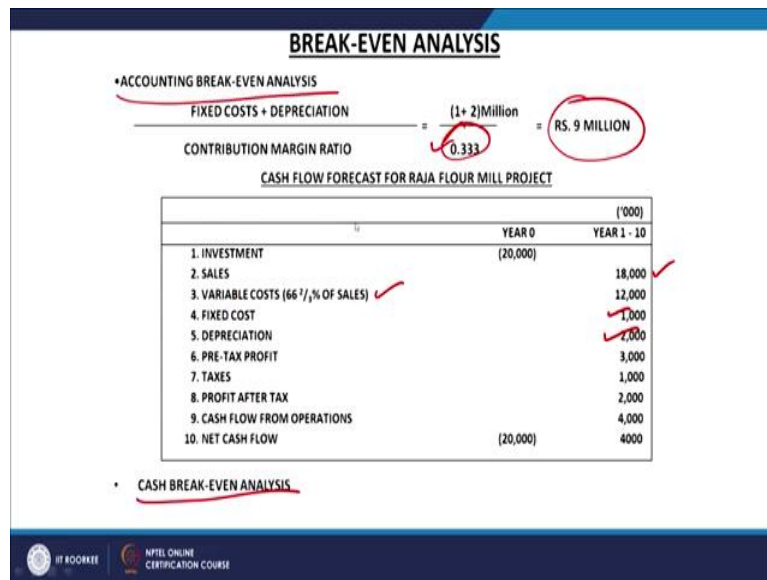 BREAK-EVEN ANALYSIS
•ACCOUNTING BREAK-EVEN ANALYSIS
FIXED COSTS + DEPRECIATION
CONTRIBUTION MARGIN RATIO
=
(1+ 2)Million
0.333
=
RS. 9 MILLION
CASH FLOW FORECAST FOR RAJA FLOUR MILL PROJECT
('000)
YEAR 0 YEAR 1 - 10
1. INVESTMENT (20,000)
2. SALES 18,000
3. VARIABLE COSTS (66 2/3% OF SALES) 12,000
4. FIXED COST 1,000
5. DEPRECIATION 2,000
6. PRE-TAX PROFIT 3,000
7. TAXES 1,000
8. PROFIT AFTER TAX 2,000
9. CASH FLOW FROM OPERATIONS 4,000
10. NET CASH FLOW (20,000) 4000
• CASH BREAK-EVEN ANALYSIS
IIT ROORKEE
NPTEL ONLINE
CERTIFICATION COURSE